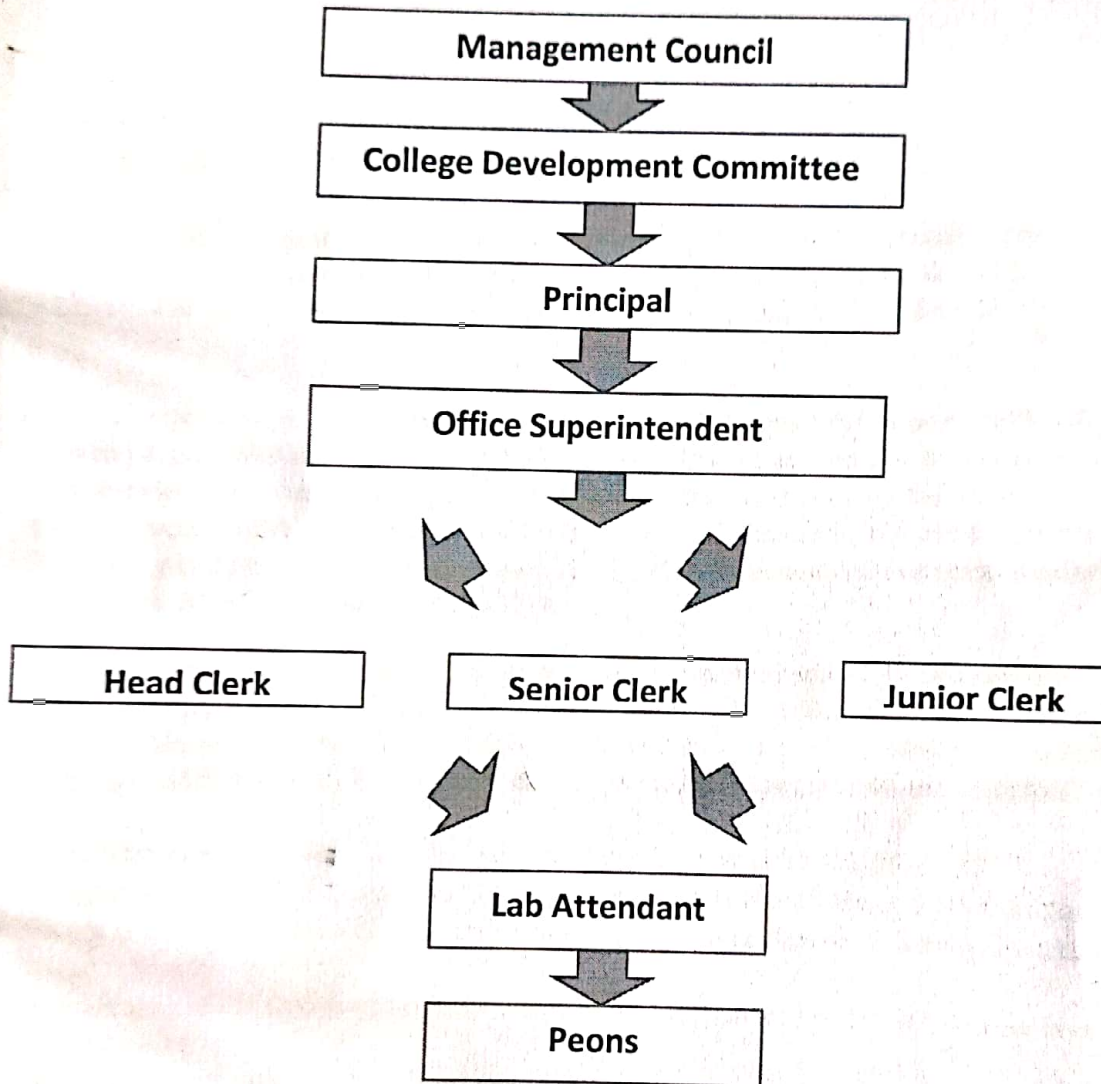 Management Council
College Development Committee
Principal
Office Superintendent
Head Clerk
Senior Clerk
Junior Clerk
Lab Attendant
Peons